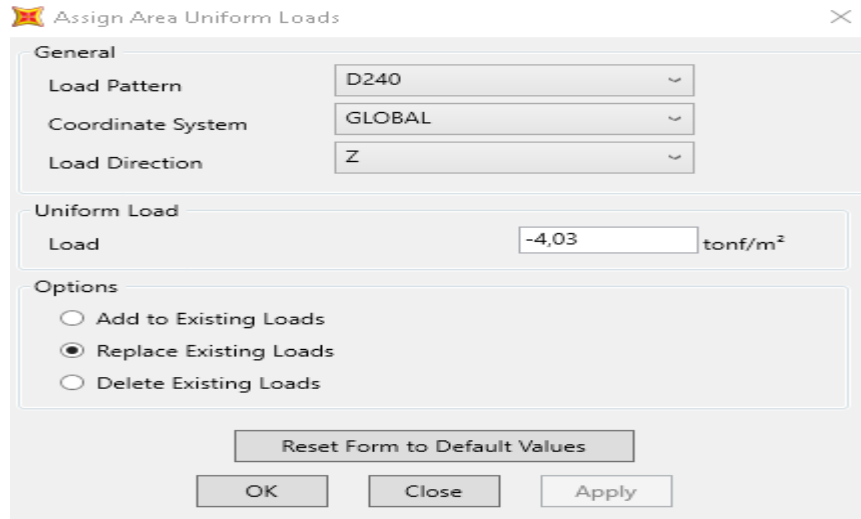 Assign Area Uniform Loads
General
Load Pattern D240
Coordinate System GLOBAL
Load Direction Z
Uniform Load
Load -4,03 tonf/m²
Options
Add to Existing Loads
Replace Existing Loads
Delete Existing Loads
Reset Form to Default Values
OK Close Apply